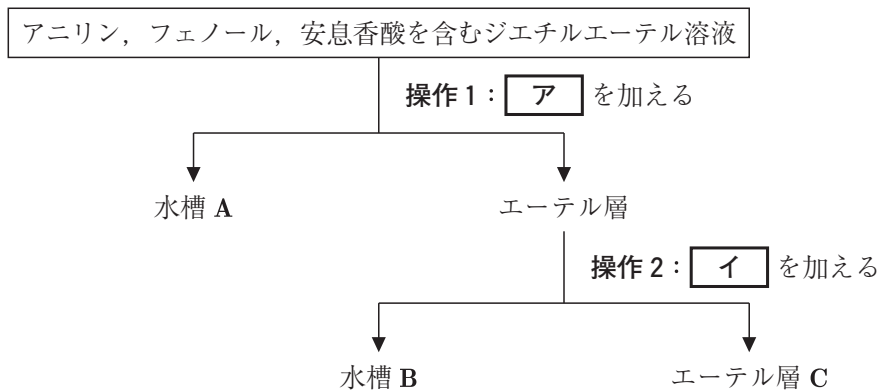 アニリン，フェノール，安息香酸を含むジエチルエーテル溶液
操作1：ア を加える
水槽 A
エーテル層
操作2：イ を加える
水槽 B
エーテル層 C